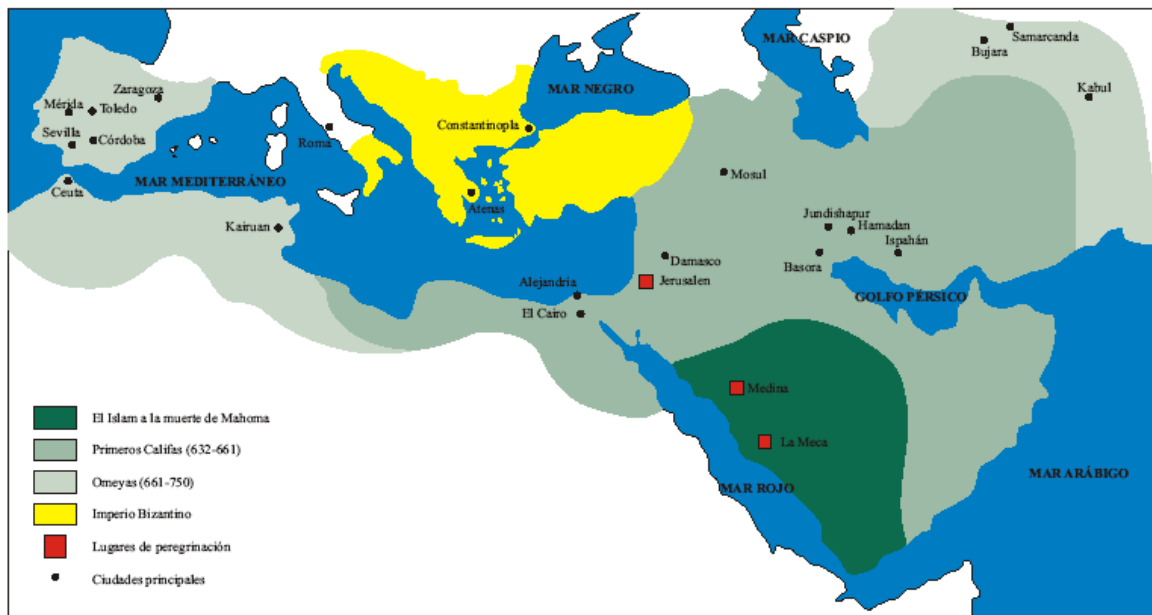 MAR CASPIO
Samarcanda
Bujara
MAR NEGRO
Kabul
Zaragoza
Mérida
Toledo
Constantinopla
Sevilla
Córdoba
Roma
Mosul
MAR MEDITERRÁNEO
Ceuta
Atenas
Kairuan
Jundishapur
Hamadan
Ispahán
Basora
Damasco
Jerusalen
Alejandría
El Cairo
GOLFO PÉRSICO
Medina
La Meca
MAR ROJO
MAR ARÁBIGO
El Islam a la muerte de Mahoma
Primeros Califas (632-661)
Omeyas (661-750)
Imperio Bizantino
Lugares de peregrinación
Ciudades principales